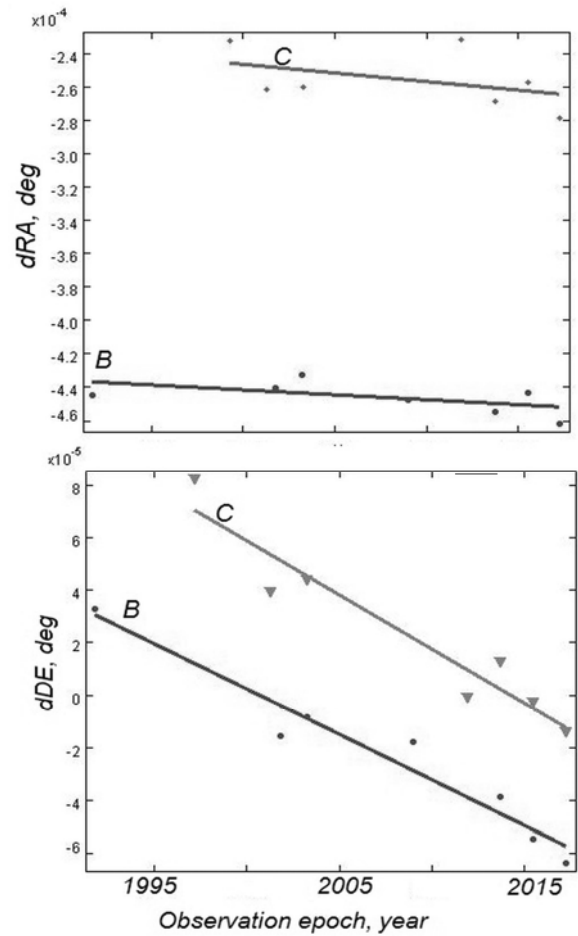 x10⁻⁴
-2.4
-2.6
-2.8
-3.0
-3.2
-3.4
-3.6
-3.8
-4.0
-4.2
-4.4
-4.6
dRA, deg
C
B
x10⁻⁵
8
6
4
2
0
-2
-4
-6
dDE, deg
C
B
1995
2005
2015
Observation epoch, year